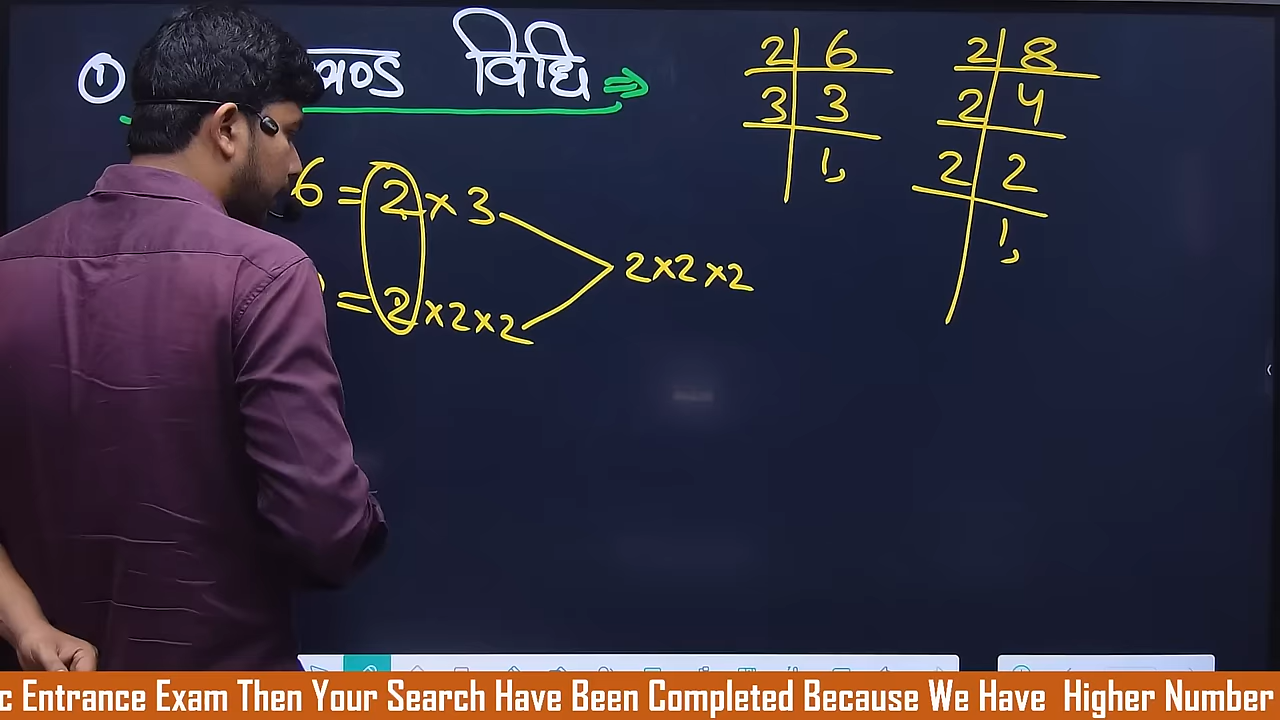 ① विधि ⇒
6 = 2 × 3
= 2 × 2 × 2
2 × 2 × 2
2 | 6
3 | 3
1,
2 | 8
2 | 4
2 | 2
1,
c Entrance Exam Then Your Search Have Been Completed Because We Have Higher Number